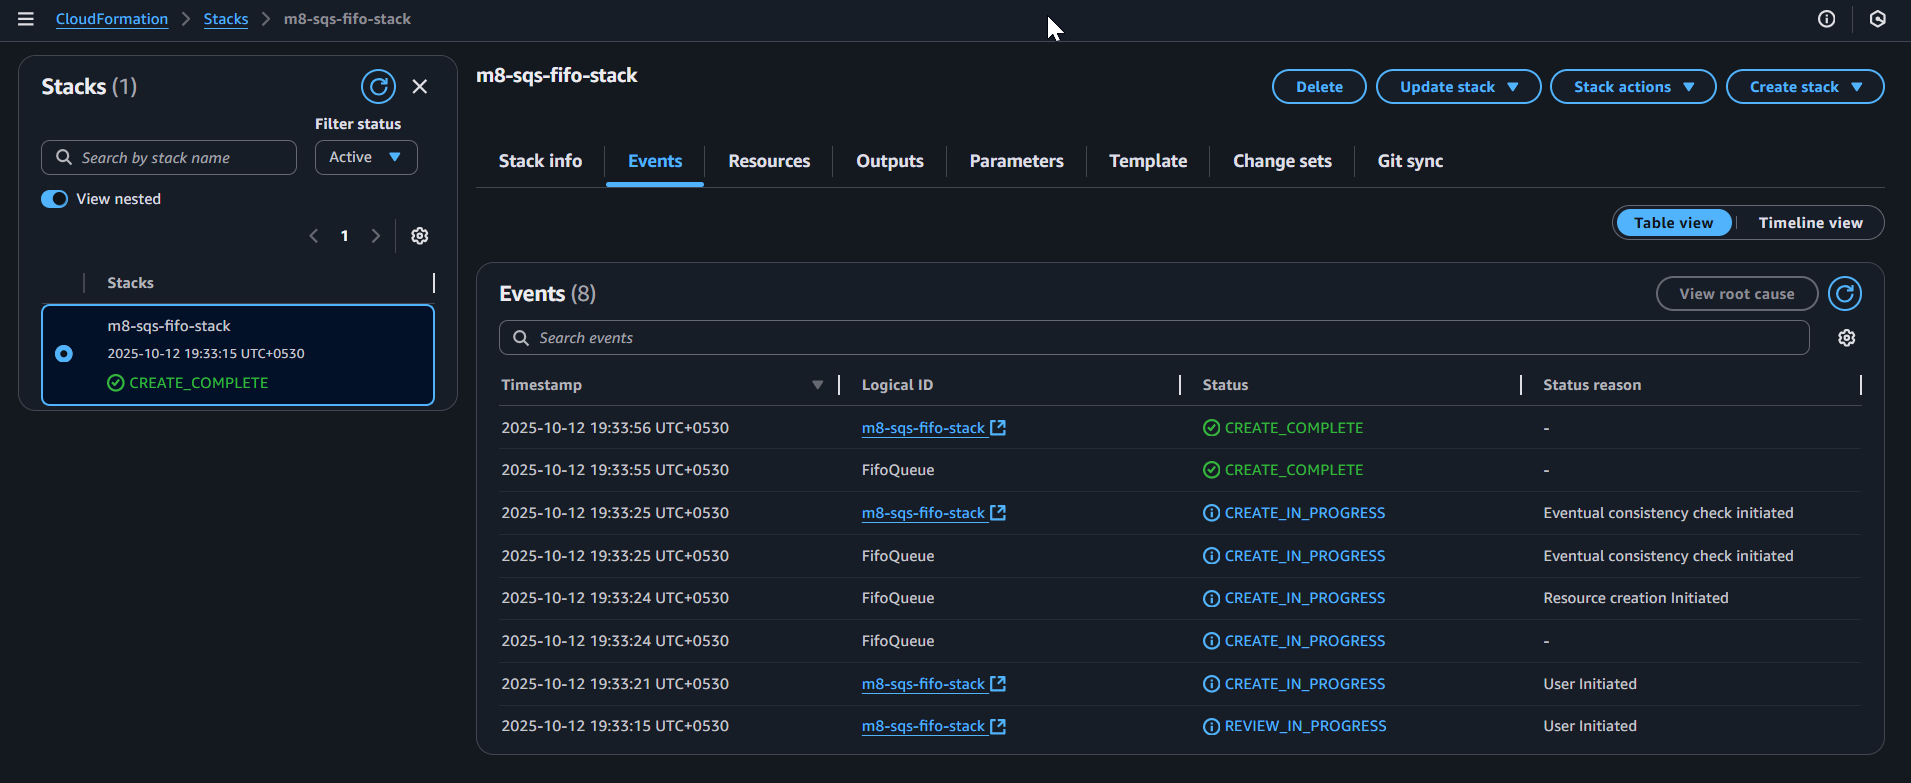 CloudFormation > Stacks > m8-sqs-fifo-stack
Stacks (1)
Filter status
Search by stack name
Active
View nested
1
Stacks
m8-sqs-fifo-stack
2025-10-12 19:33:15 UTC+0530
CREATE_COMPLETE
m8-sqs-fifo-stack
Delete Update stack Stack actions Create stack
Stack info Events Resources Outputs Parameters Template Change sets Git sync
Table view Timeline view
Events (8)
View root cause
Search events
Timestamp Logical ID Status Status reason
2025-10-12 19:33:56 UTC+0530 m8-sqs-fifo-stack CREATE_COMPLETE -
2025-10-12 19:33:55 UTC+0530 FifoQueue CREATE_COMPLETE -
2025-10-12 19:33:25 UTC+0530 m8-sqs-fifo-stack CREATE_IN_PROGRESS Eventual consistency check initiated
2025-10-12 19:33:25 UTC+0530 FifoQueue CREATE_IN_PROGRESS Eventual consistency check initiated
2025-10-12 19:33:24 UTC+0530 FifoQueue CREATE_IN_PROGRESS Resource creation Initiated
2025-10-12 19:33:24 UTC+0530 FifoQueue CREATE_IN_PROGRESS -
2025-10-12 19:33:21 UTC+0530 m8-sqs-fifo-stack CREATE_IN_PROGRESS User Initiated
2025-10-12 19:33:15 UTC+0530 m8-sqs-fifo-stack REVIEW_IN_PROGRESS User Initiated